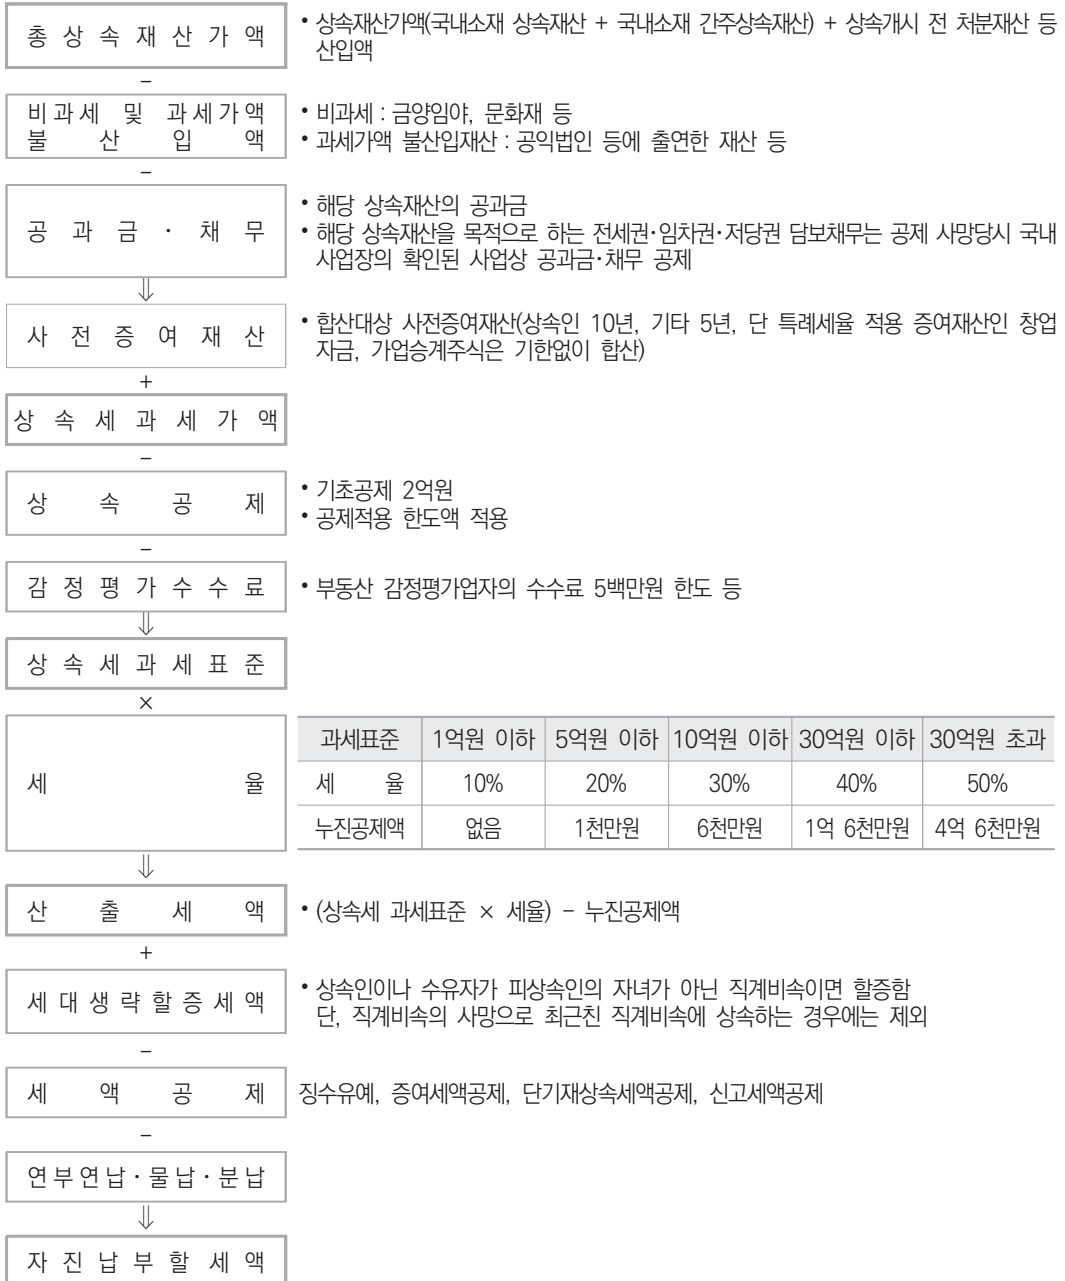 총상속재산가액
• 상속재산가액(국내소재 상속재산 + 국내소재 간주상속재산) + 상속개시 전 처분재산 등
산입액
–
비과세 및 과세가액
불산입액
• 비과세 : 금양임야, 문화재 등
• 과세가액 불산입재산 : 공익법인 등에 출연한 재산 등
–
공과금·채무
• 해당 상속재산의 공과금
• 해당 상속재산을 목적으로 하는 전세권·임차권·저당권 담보채무는 공제 사망당시 국내
사업장의 확인된 사업상 공과금·채무 공제
⇓
사전증여재산
• 합산대상 사전증여재산(상속인 10년, 기타 5년, 단 특례세율 적용 증여재산인 창업
자금, 가업승계주식은 기한없이 합산)
+
상속세과세가액
–
상속공제
• 기초공제 2억원
• 공제적용 한도액 적용
–
감정평가수수료
• 부동산 감정평가업자의 수수료 5백만원 한도 등
⇓
상속세과세표준
×
세율
과세표준 1억원 이하 5억원 이하 10억원 이하 30억원 이하 30억원 초과
세율 10% 20% 30% 40% 50%
누진공제액 없음 1천만원 6천만원 1억 6천만원 4억 6천만원
⇓
산출세액
• (상속세 과세표준 × 세율) – 누진공제액
+
세대생략할증세액
• 상속인이나 수유자가 피상속인의 자녀가 아닌 직계비속이면 할증함
단, 직계비속의 사망으로 최근친 직계비속에 상속하는 경우에는 제외
–
세액공제
징수유예, 증여세액공제, 단기재상속세액공제, 신고세액공제
–
연부연납·물납·분납
⇓
자진납부할세액